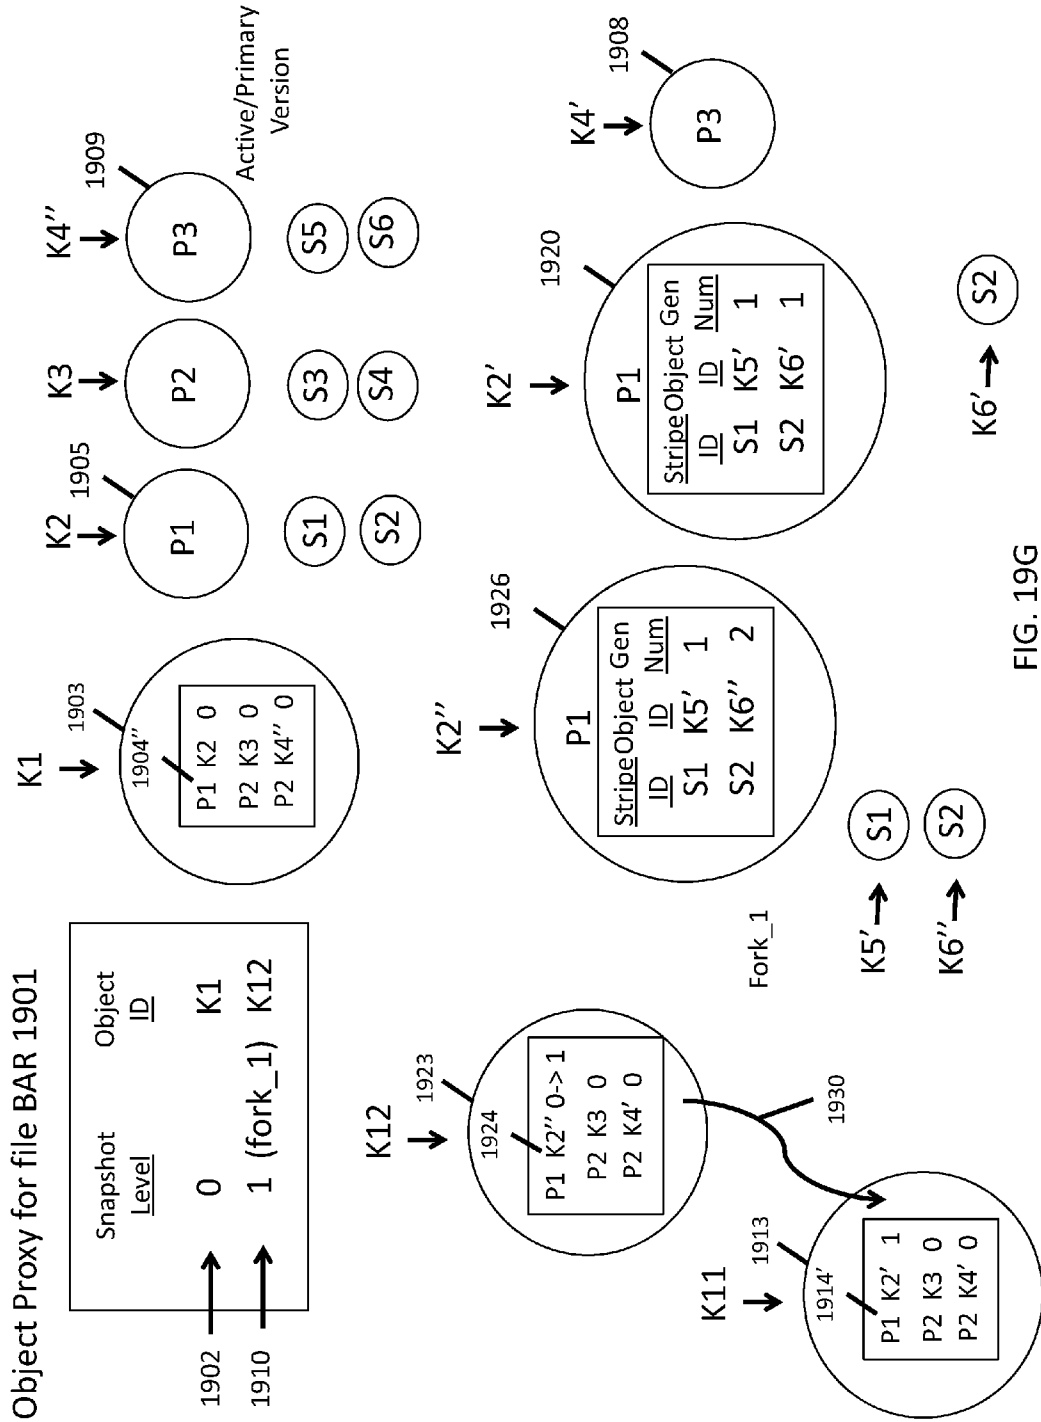 Object Proxy for file BAR 1901
Snapshot
Level
Object
ID
0
K1
1 (fork_1) K12
1902
1910
K1
1903
1904''
P1 K2 0
P2 K3 0
P2 K4'' 0
K2
1905
P1
S1
S2
K3
P2
S3
S4
K4''
1909
P3
S5
S6
Active/Primary
Version
K12
1923
1924
P1 K2'' 0-> 1
P2 K3 0
P2 K4' 0
1930
K11
1913
1914'
P1 K2' 1
P2 K3 0
P2 K4' 0
Fork_1
K2''
1926
P1
Stripe Object Gen
ID ID Num
S1 K5' 1
S2 K6'' 2
K5'
S1
K6''
S2
K2'
1920
P1
Stripe Object Gen
ID ID Num
S1 K5' 1
S2 K6' 1
K6'
S2
K4'
1908
P3
FIG. 19G